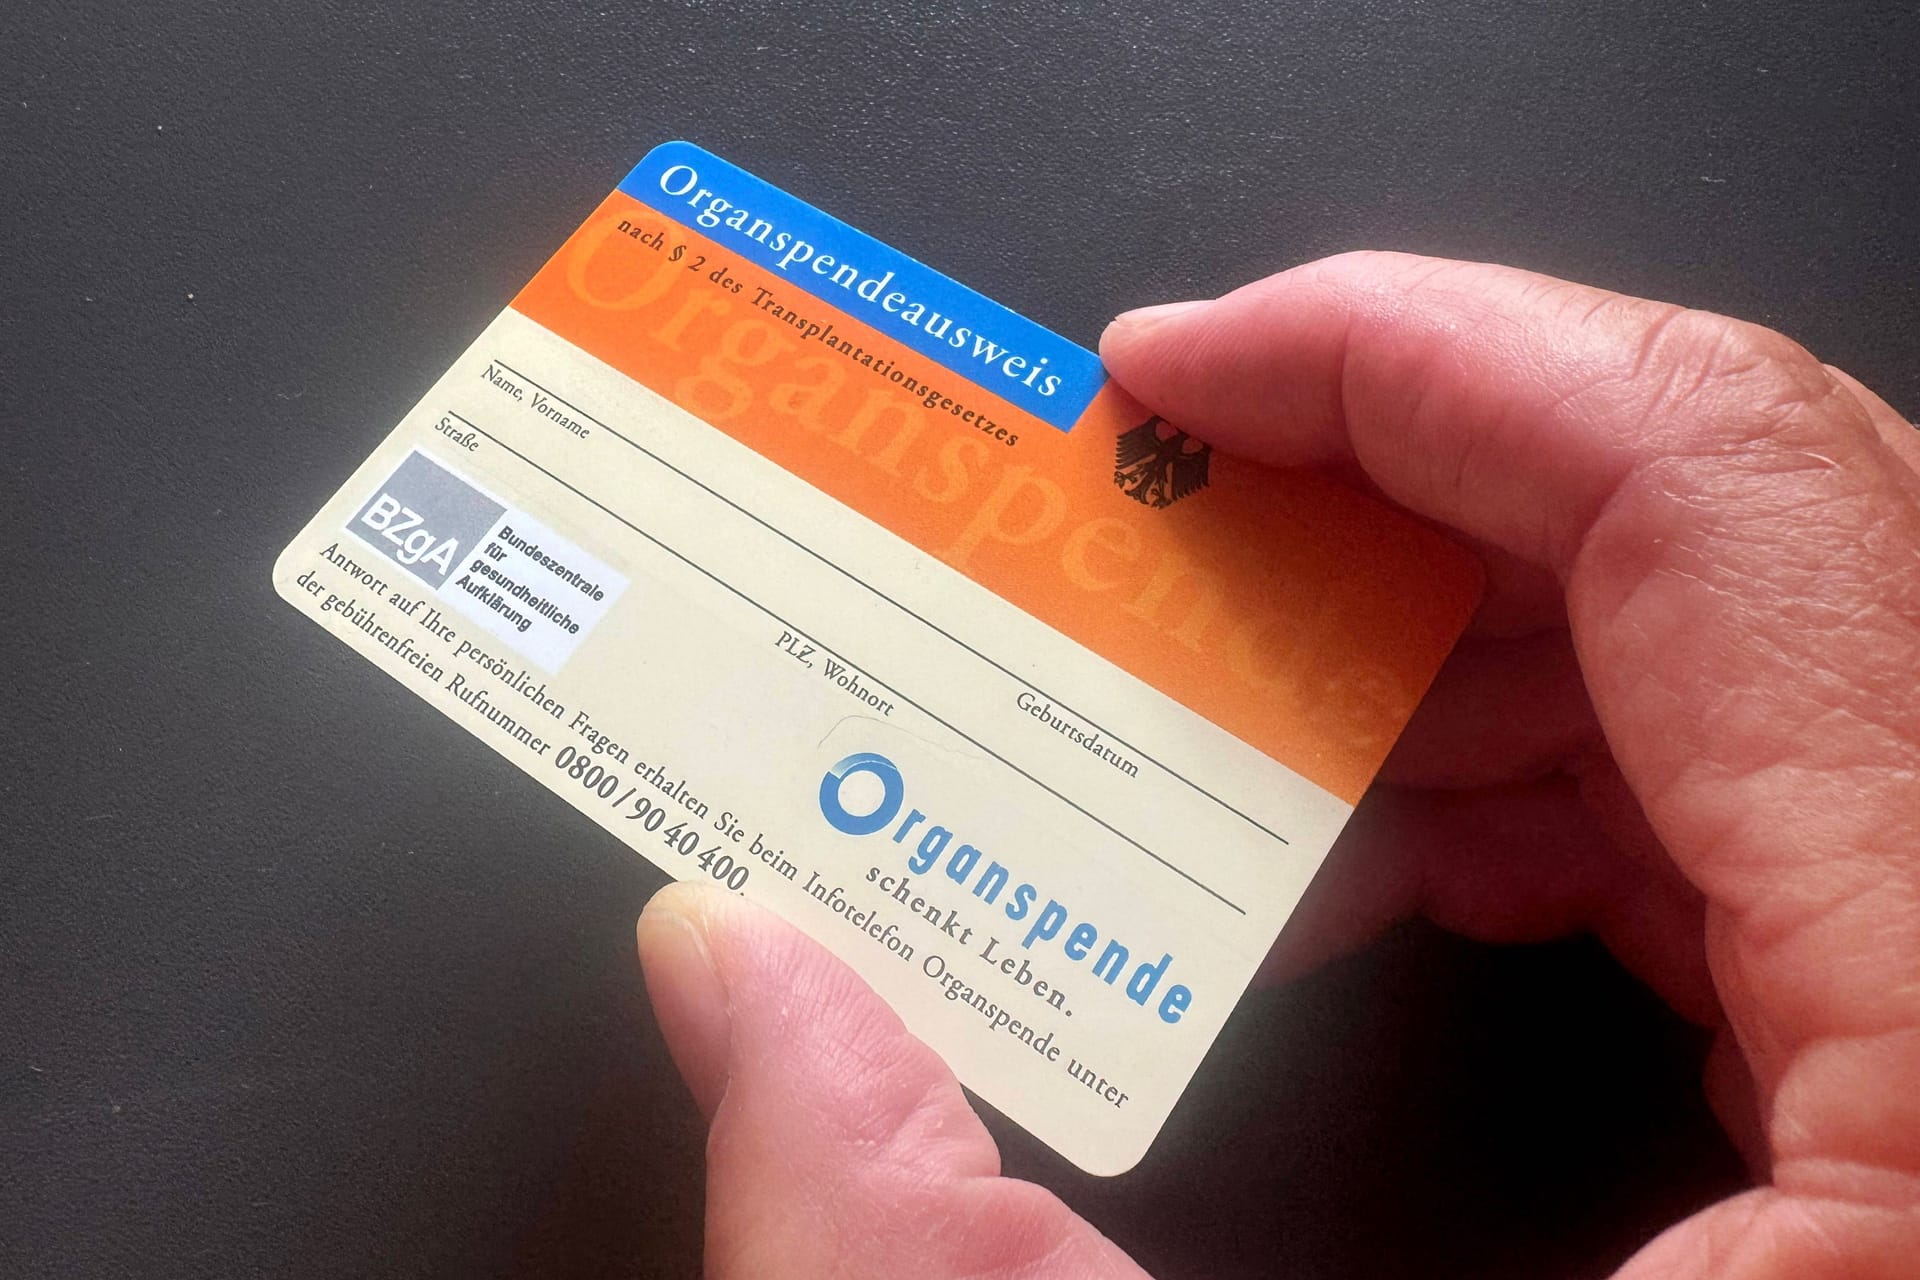 Organspendeausweis
nach § 2 des Transplantationsgesetzes
Organspende
Name, Vorname
Geburtsdatum
Straße
PLZ, Wohnort
BZgA
Bundeszentrale
für
gesundheitliche
Aufklärung
Organspende
schenkt Leben.
Antwort auf Ihre persönlichen Fragen erhalten Sie beim Infotelefon Organspende unter
der gebührenfreien Rufnummer 0800 / 90 40 400.